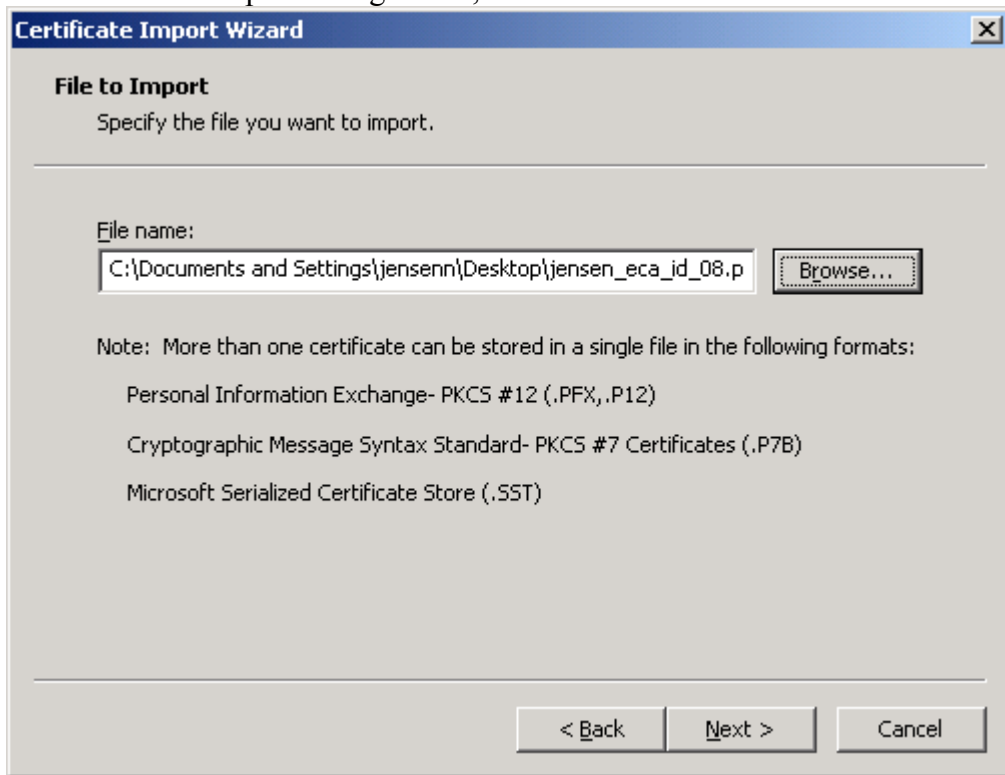 Certificate Import Wizard
File to Import
Specify the file you want to import.
File name:
C:\Documents and Settings\jensenn\Desktop\jensen_eca_id_08.p
Browse...
Note: More than one certificate can be stored in a single file in the following formats:
Personal Information Exchange- PKCS #12 (.PFX,.P12)
Cryptographic Message Syntax Standard- PKCS #7 Certificates (.P7B)
Microsoft Serialized Certificate Store (.SST)
< Back
Next >
Cancel